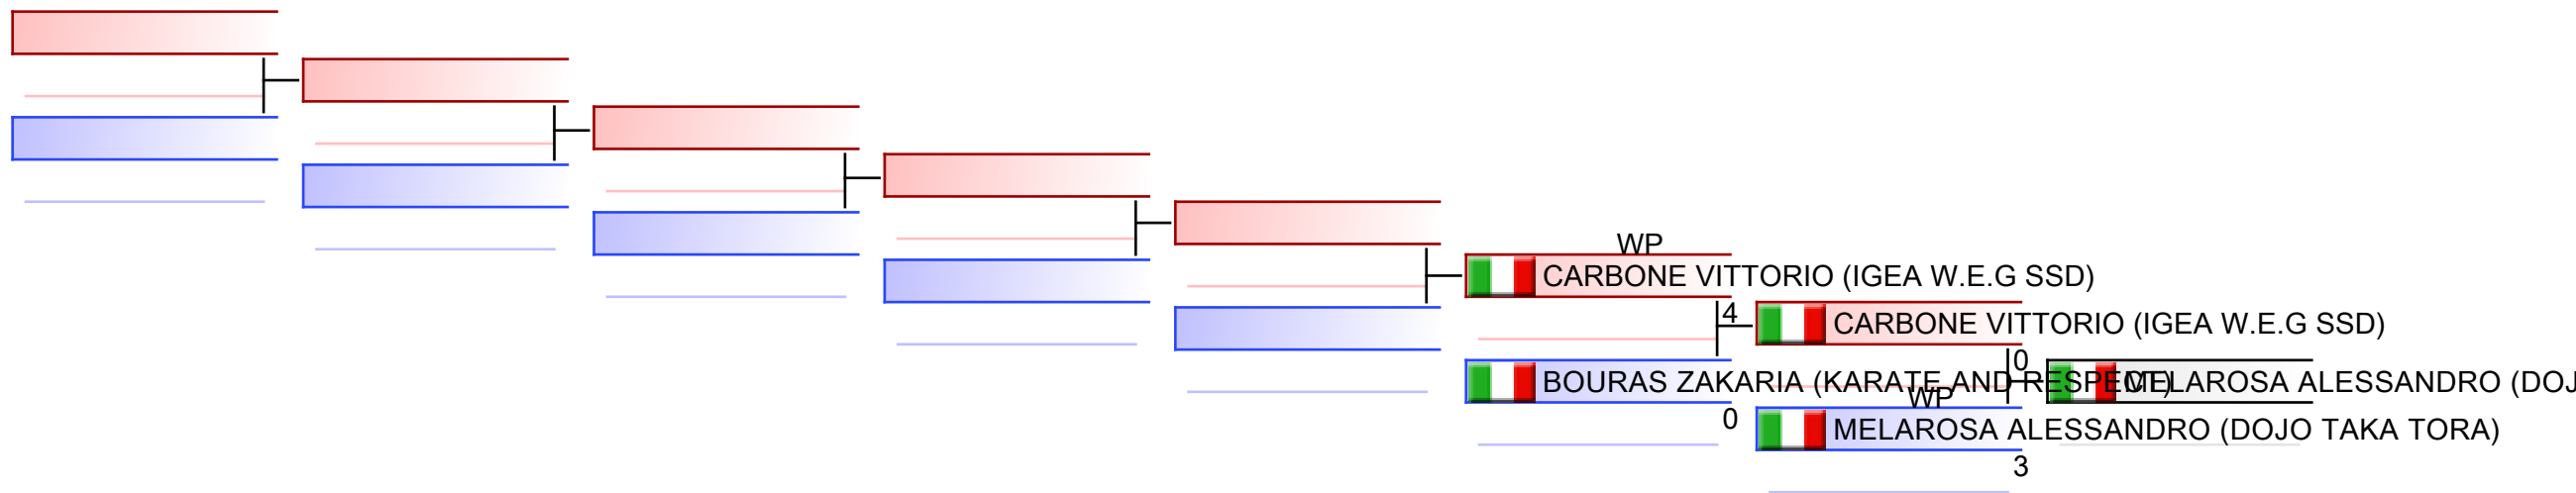 WP
CARBONE VITTORIO (IGEA W.E.G SSD)
4
CARBONE VITTORIO (IGEA W.E.G SSD)
0
BOURAS ZAKARIA (KARATE AND RESPECT)
MELAROSA ALESSANDRO (DOJ
WP
0
MELAROSA ALESSANDRO (DOJO TAKA TORA)
3